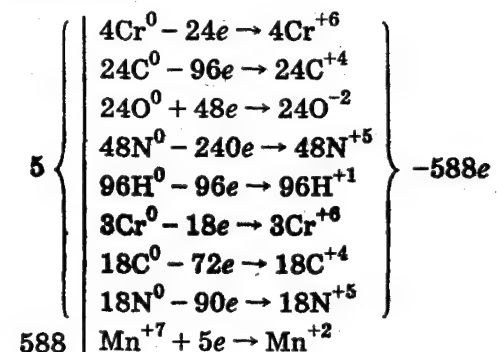 4Cr⁰ – 24e → 4Cr⁺⁶
24C⁰ – 96e → 24C⁺⁴
24O⁰ + 48e → 24O⁻²
48N⁰ – 240e → 48N⁺⁵
5 96H⁰ – 96e → 96H⁺¹ –588e
3Cr⁰ – 18e → 3Cr⁺⁶
18C⁰ – 72e → 18C⁺⁴
18N⁰ – 90e → 18N⁺⁵
588 Mn⁺⁷ + 5e → Mn⁺²